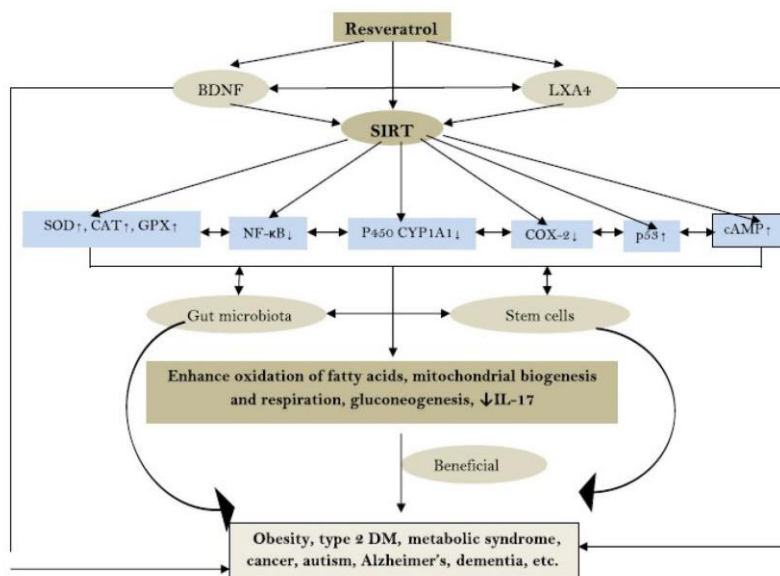 Resveratrol
BDNF
LXA4
SIRT
SOD↑, CAT↑, GPX↑
NF-κB↓
P450 CYP1A1↓
COX-2↓
p53↑
cAMP↑
Gut microbiota
Stem cells
Enhance oxidation of fatty acids, mitochondrial biogenesis
and respiration, gluconeogenesis, ↓IL-17
Beneficial
Obesity, type 2 DM, metabolic syndrome,
cancer, autism, Alzheimer's, dementia, etc.